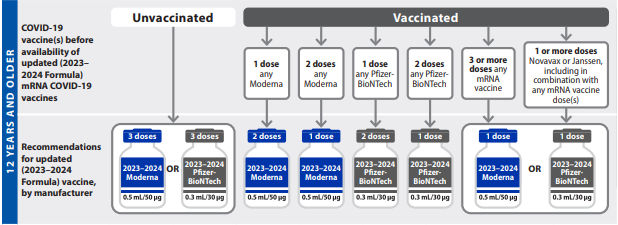 12 YEARS AND OLDER
COVID-19
vaccine(s) before
availability of
updated (2023–
2024 Formula)
mRNA COVID-19
vaccines
Unvaccinated
Vaccinated
1 dose
any
Moderna
2 doses
any
Moderna
1 dose
any Pfizer-
BioNTech
2 doses
any Pfizer-
BioNTech
3 or more
doses any
mRNA
vaccine
1 or more doses
Novavax or Janssen,
including in
combination with
any mRNA vaccine
dose(s)
Recommendations
for updated
(2023–2024
Formula) vaccine,
by manufacturer
3 doses
2023–2024
Moderna
0.5 mL/50 µg
OR
3 doses
2023–2024
Pfizer-
BioNTech
0.3 mL/30 µg
2 doses
2023–2024
Moderna
0.5 mL/50 µg
1 dose
2023–2024
Moderna
0.5 mL/50 µg
2 doses
2023–2024
Pfizer-
BioNTech
0.3 mL/30 µg
1 dose
2023–2024
Pfizer-
BioNTech
0.3 mL/30 µg
1 dose
2023–2024
Moderna
0.5 mL/50 µg
OR
1 dose
2023–2024
Pfizer-
BioNTech
0.3 mL/30 µg